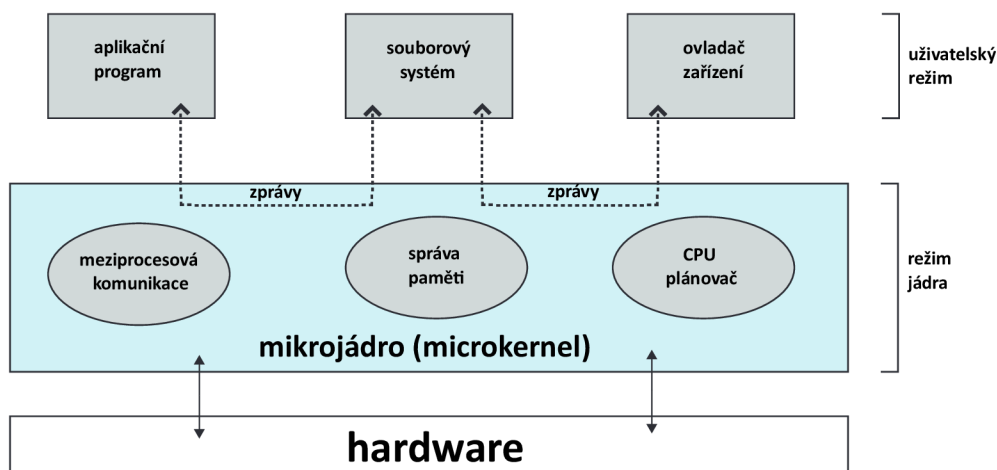 aplikační
program
souborový
systém
ovladač
zařízení
uživatelský
režim
zprávy
zprávy
meziprocesová
komunikace
správa
paměti
CPU
plánovač
režim
jádra
mikrojádro (microkernel)
hardware